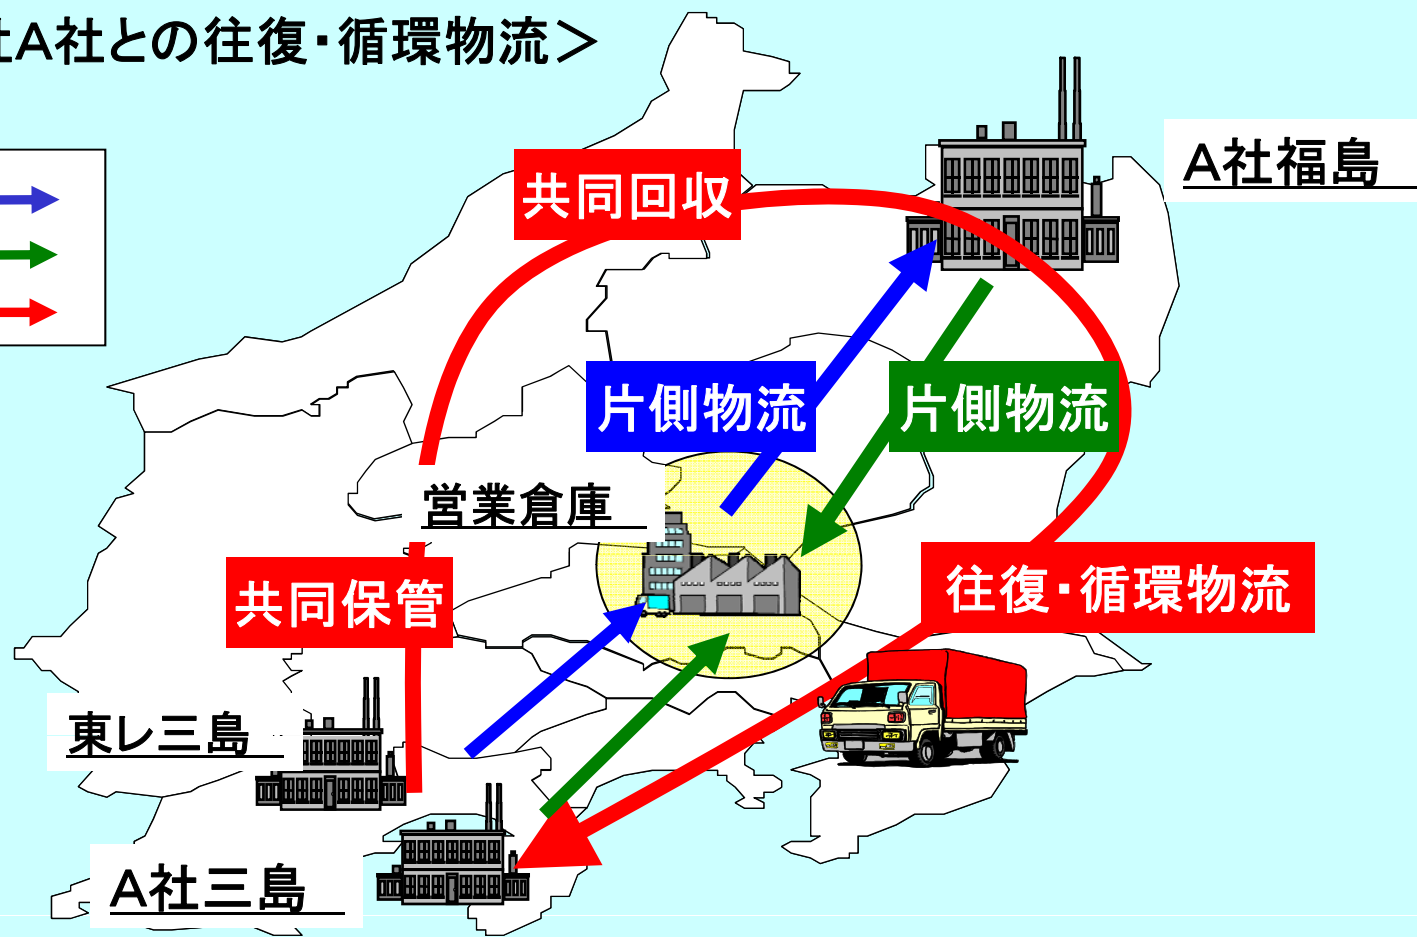 社A社との往復・循環物流＞
A社福島
共同回収
片側物流
片側物流
営業倉庫
共同保管
往復・循環物流
東レ三島
A社三島